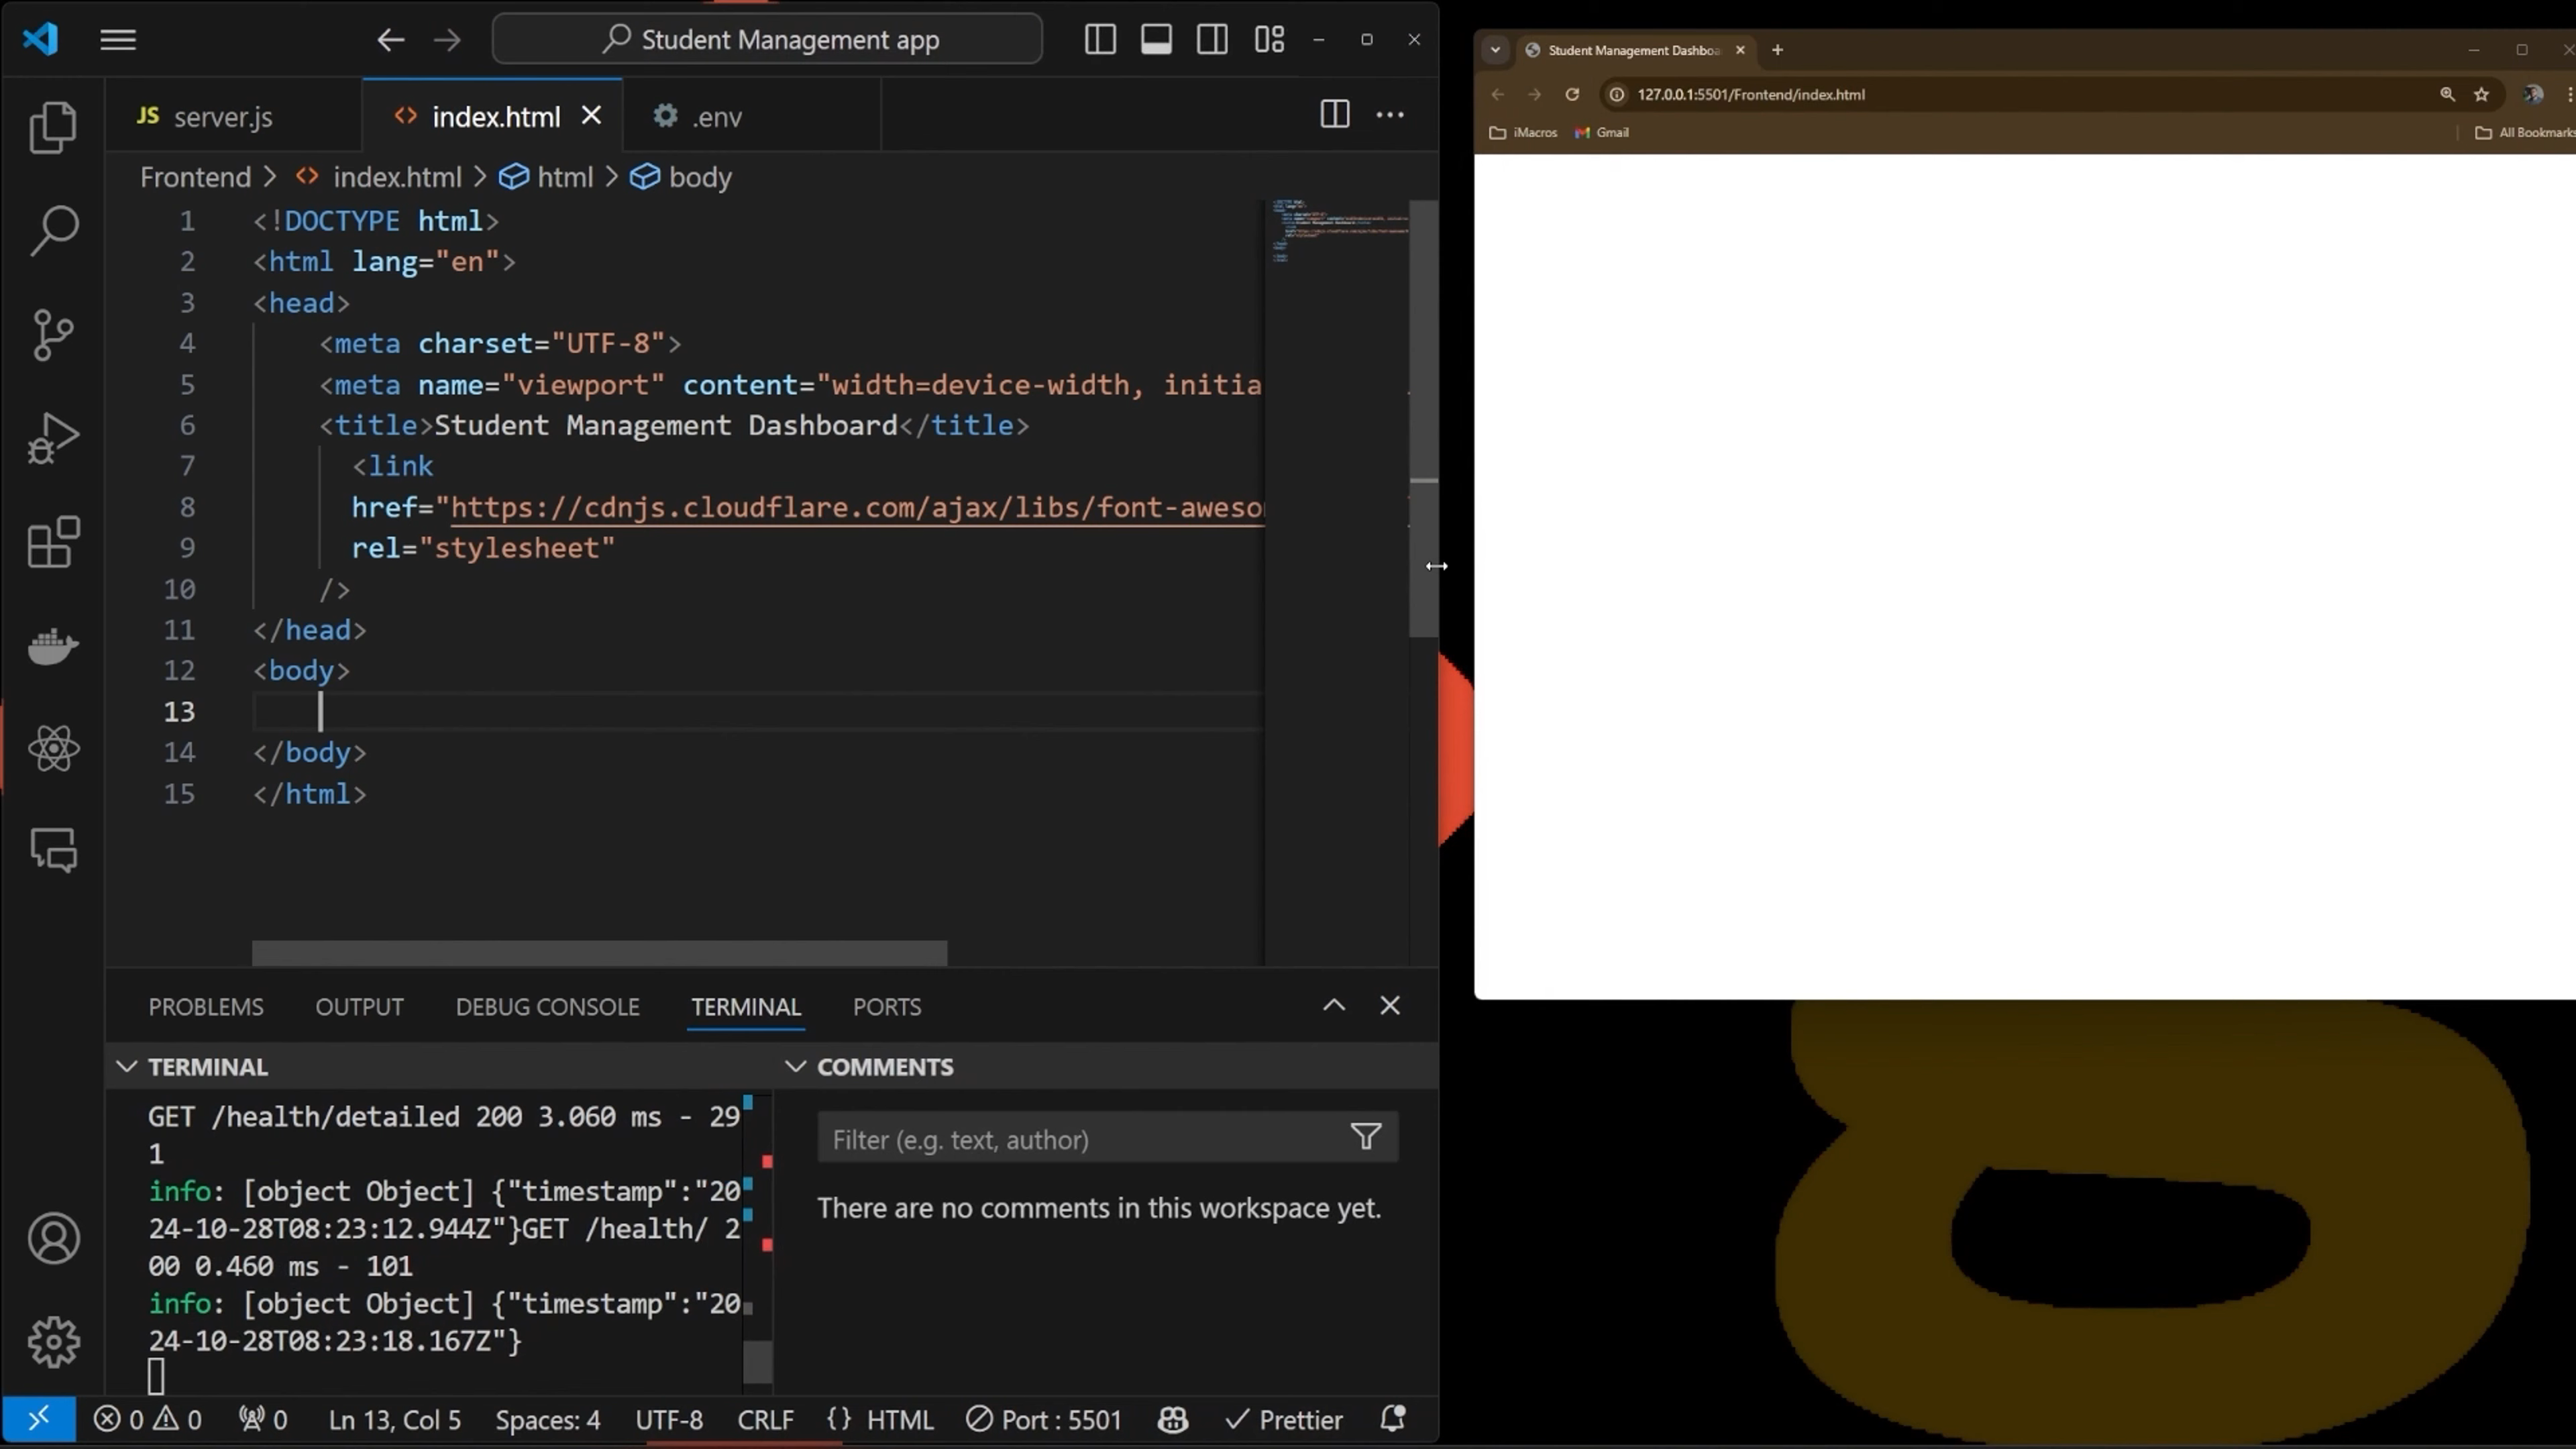 Student Management app
JS server.js
index.html
.env
Frontend > index.html > html > body
1 <!DOCTYPE html>
2 <html lang="en">
3 <head>
4 <meta charset="UTF-8">
5 <meta name="viewport" content="width=device-width, initia
6 <title>Student Management Dashboard</title>
7 <link
8 href="https://cdnjs.cloudflare.com/ajax/libs/font-aweso
9 rel="stylesheet"
10 />
11 </head>
12 <body>
13
14 </body>
15 </html>
PROBLEMS OUTPUT DEBUG CONSOLE TERMINAL PORTS
TERMINAL
GET /health/detailed 200 3.060 ms - 29
1
info: [object Object] {"timestamp":"20
24-10-28T08:23:12.944Z"}GET /health/ 2
00 0.460 ms - 101
info: [object Object] {"timestamp":"20
24-10-28T08:23:18.167Z"}
COMMENTS
Filter (e.g. text, author)
There are no comments in this workspace yet.
0 0 0 Ln 13, Col 5 Spaces: 4 UTF-8 CRLF {} HTML Port : 5501 Prettier
Student Management Dashboa
127.0.0.1:5501/Frontend/index.html
iMacros Gmail All Bookmarks